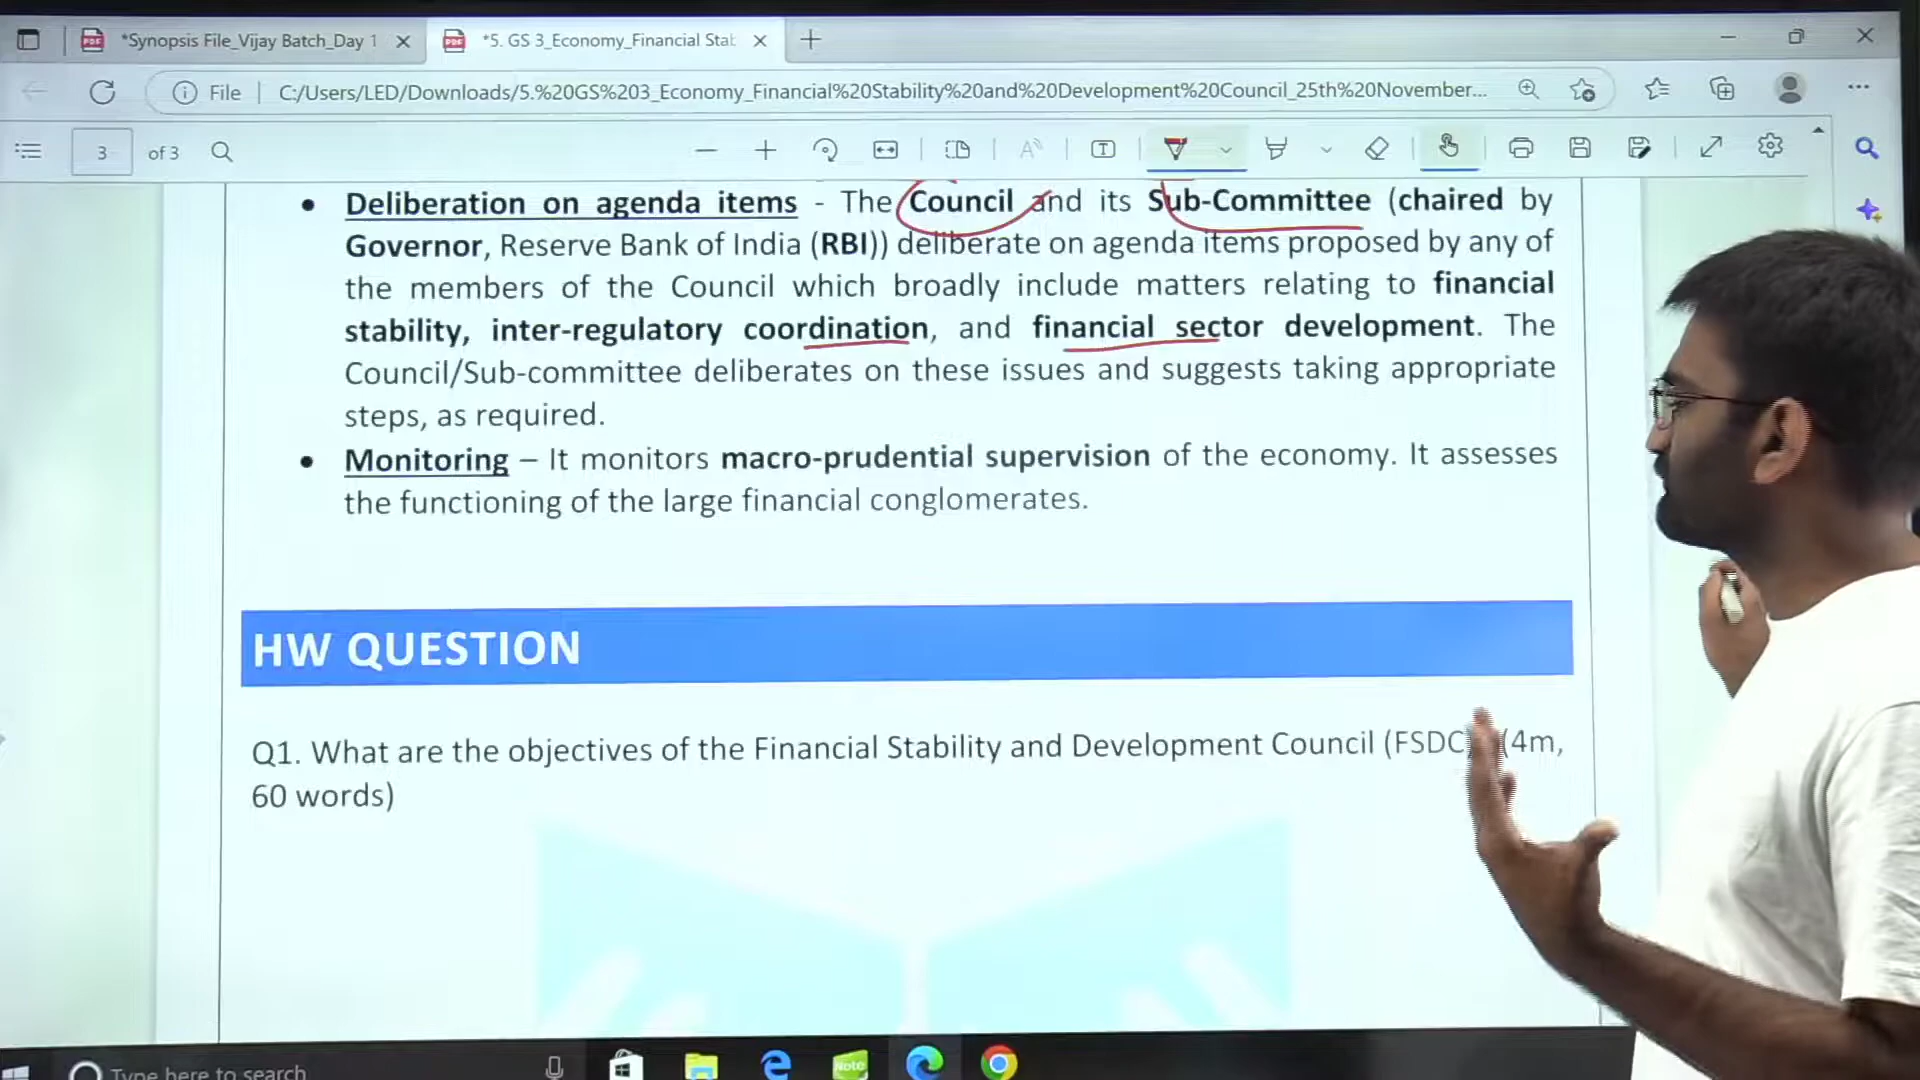 *Synopsis File_Vijay Batch_Day 1
*5. GS 3_Economy_Financial Stat
File
C:/Users/LED/Downloads/5.%20GS%203_Economy_Financial%20Stability%20and%20Development%20Council_25th%20November...
3 of 3
Deliberation on agenda items - The Council and its Sub-Committee (chaired by
Governor, Reserve Bank of India (RBI)) deliberate on agenda items proposed by any of
the members of the Council which broadly include matters relating to financial
stability, inter-regulatory coordination, and financial sector development. The
Council/Sub-committee deliberates on these issues and suggests taking appropriate
steps, as required.
Monitoring – It monitors macro-prudential supervision of the economy. It assesses
the functioning of the large financial conglomerates.
HW QUESTION
Q1. What are the objectives of the Financial Stability and Development Council (FSDC) (4m,
60 words)
Type here to search
Note